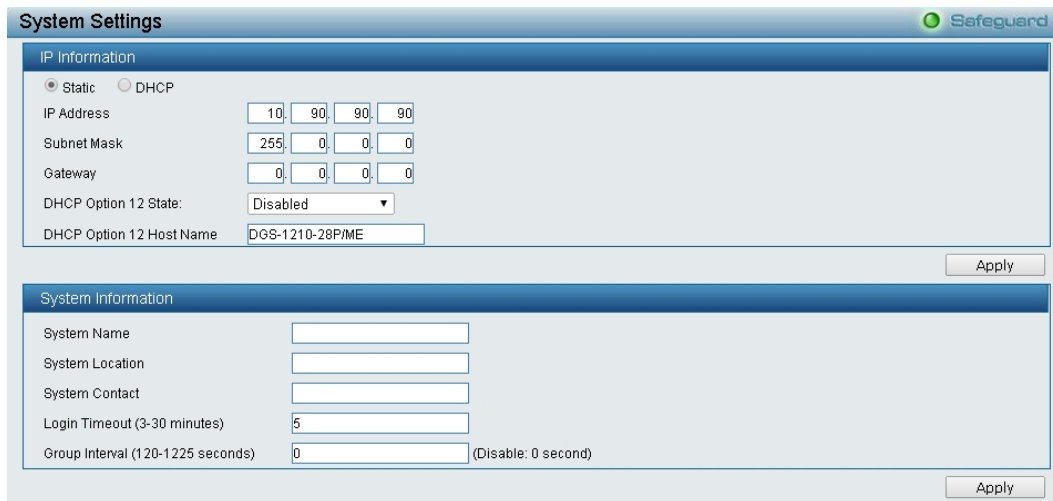 System Settings Safeguard
IP Information
Static DHCP
IP Address 10. 90. 90. 90
Subnet Mask 255. 0. 0. 0
Gateway 0. 0. 0. 0
DHCP Option 12 State: Disabled
DHCP Option 12 Host Name DGS-1210-28P/ME
Apply
System Information
System Name
System Location
System Contact
Login Timeout (3-30 minutes) 5
Group Interval (120-1225 seconds) 0 (Disable: 0 second)
Apply